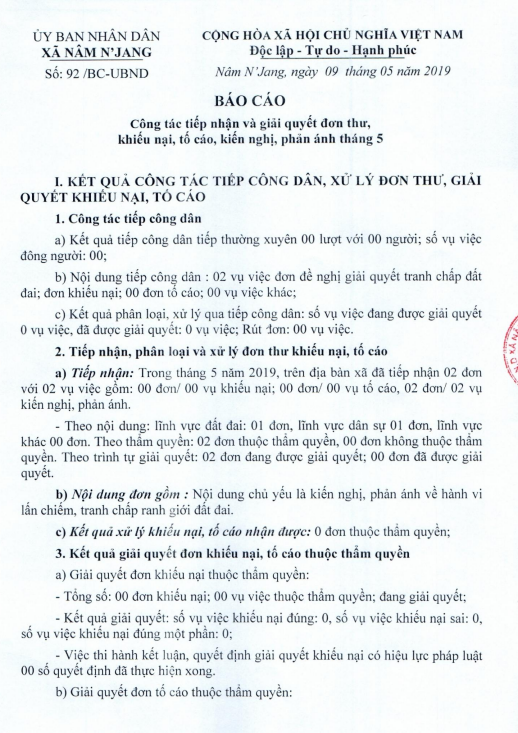 ỦY BAN NHÂN DÂN
XÃ NÂM N'JANG
Số: 92 /BC-UBND
CỘNG HÒA XÃ HỘI CHỦ NGHĨA VIỆT NAM
Độc lập - Tự do - Hạnh phúc
Nâm N'Jang, ngày 09 tháng 05 năm 2019
BÁO CÁO
Công tác tiếp nhận và giải quyết đơn thư,
khiếu nại, tố cáo, kiến nghị, phản ánh tháng 5
I. KẾT QUẢ CÔNG TÁC TIẾP CÔNG DÂN, XỬ LÝ ĐƠN THƯ, GIẢI
QUYẾT KHIẾU NẠI, TỐ CÁO
1. Công tác tiếp công dân
a) Kết quả tiếp công dân tiếp thường xuyên 00 lượt với 00 người; số vụ việc
đông người: 00;
b) Nội dung tiếp công dân : 02 vụ việc đơn đề nghị giải quyết tranh chấp đất
đai; đơn khiếu nại; 00 đơn tố cáo; 00 vụ việc khác;
c) Kết quả phân loại, xử lý qua tiếp công dân: số vụ việc đang được giải quyết
0 vụ việc, đã được giải quyết: 0 vụ việc; Rút đơn: 00 vụ việc.
2. Tiếp nhận, phân loại và xử lý đơn thư khiếu nại, tố cáo
a) Tiếp nhận: Trong tháng 5 năm 2019, trên địa bàn xã đã tiếp nhận 02 đơn
với 02 vụ việc gồm: 00 đơn/ 00 vụ khiếu nại; 00 đơn/ 00 vụ tố cáo, 02 đơn/ 02 vụ
kiến nghị, phản ánh.
- Theo nội dung: lĩnh vực đất đai: 01 đơn, lĩnh vực dân sự 01 đơn, lĩnh vực
khác 00 đơn. Theo thẩm quyền: 02 đơn thuộc thẩm quyền, 00 đơn không thuộc thẩm
quyền. Theo trình tự giải quyết: 02 đơn đang được giải quyết; 00 đơn đã được giải
quyết.
b) Nội dung đơn gồm : Nội dung chủ yếu là kiến nghị, phản ánh về hành vi
lấn chiếm, tranh chấp ranh giới đất đai.
c) Kết quả xử lý khiếu nại, tố cáo nhận được: 0 đơn thuộc thẩm quyền;
3. Kết quả giải quyết đơn khiếu nại, tố cáo thuộc thẩm quyền
a) Giải quyết đơn khiếu nại thuộc thẩm quyền:
- Tổng số: 00 đơn khiếu nại; 00 vụ việc thuộc thẩm quyền; đang giải quyết;
- Kết quả giải quyết: số vụ việc khiếu nại đúng: 0, số vụ việc khiếu nại sai: 0,
số vụ việc khiếu nại đúng một phần: 0;
- Việc thi hành kết luận, quyết định giải quyết khiếu nại có hiệu lực pháp luật
00 số quyết định đã thực hiện xong.
b) Giải quyết đơn tố cáo thuộc thẩm quyền: